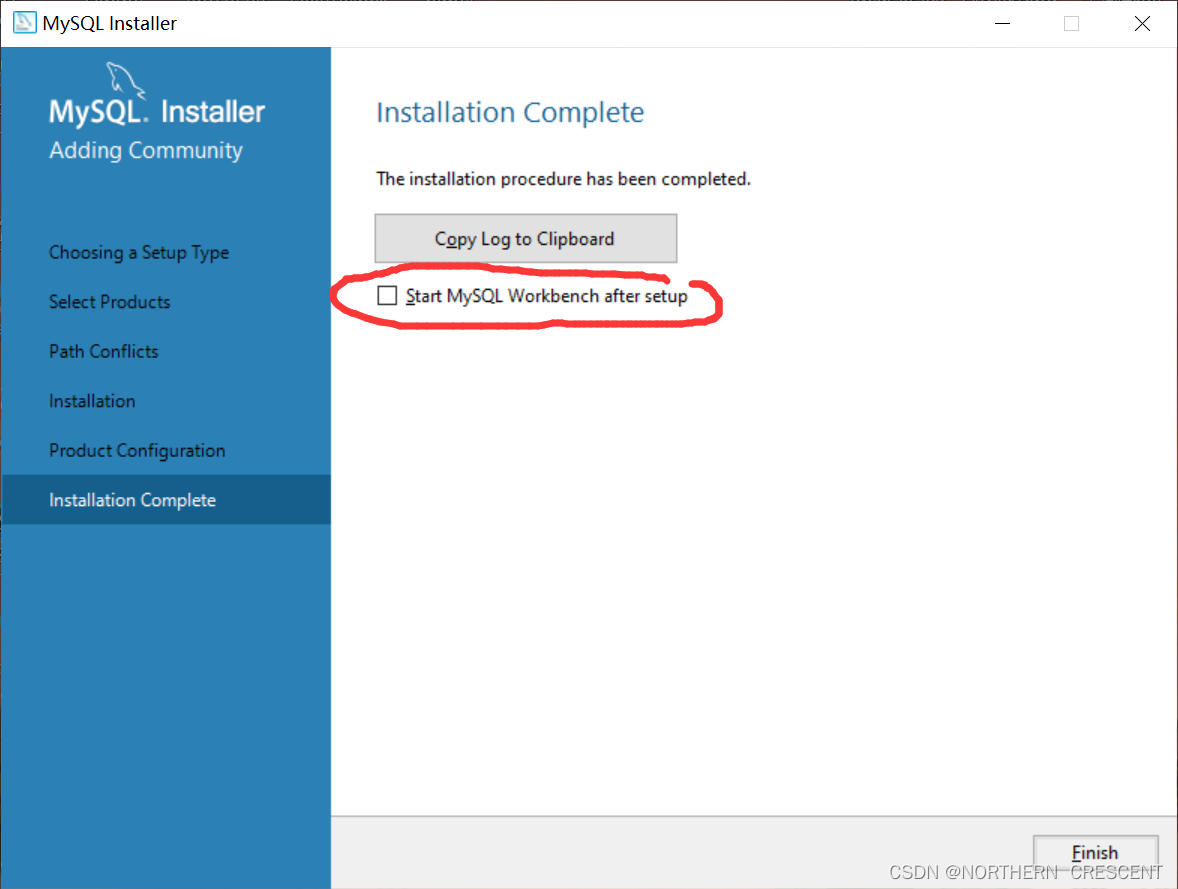 MySQL Installer
MySQL. Installer
Adding Community
Choosing a Setup Type
Select Products
Path Conflicts
Installation
Product Configuration
Installation Complete
Installation Complete
The installation procedure has been completed.
Copy Log to Clipboard
Start MySQL Workbench after setup
Finish
CSDN @NORTHERN_CRESCENT